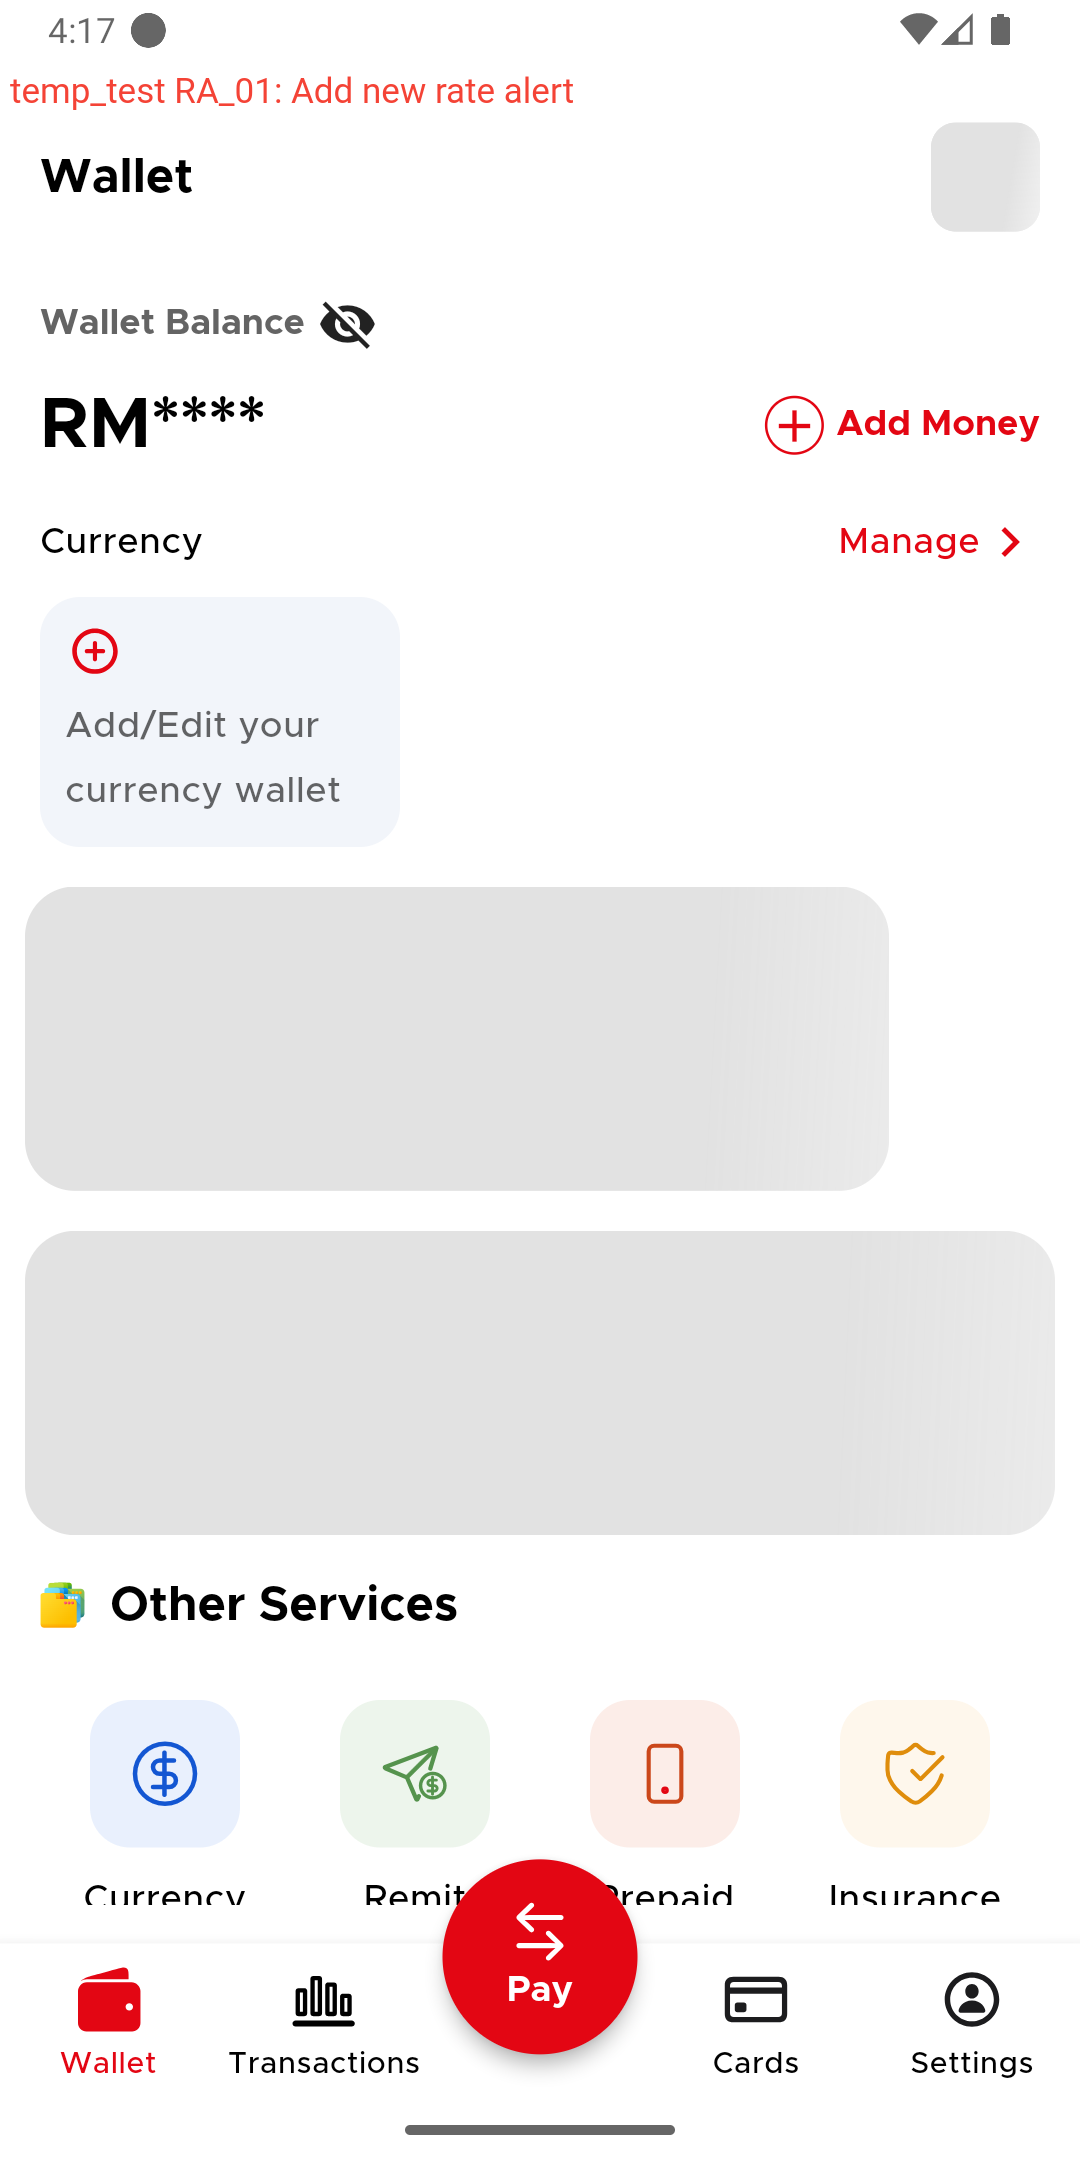 4:17
temp_test RA_01: Add new rate alert
Wallet
Wallet Balance
RM****
Add Money
Currency
Manage
Add/Edit your
currency wallet
Other Services
Currency
Remit
Prepaid
Insurance
Pay
Wallet
Transactions
Cards
Settings